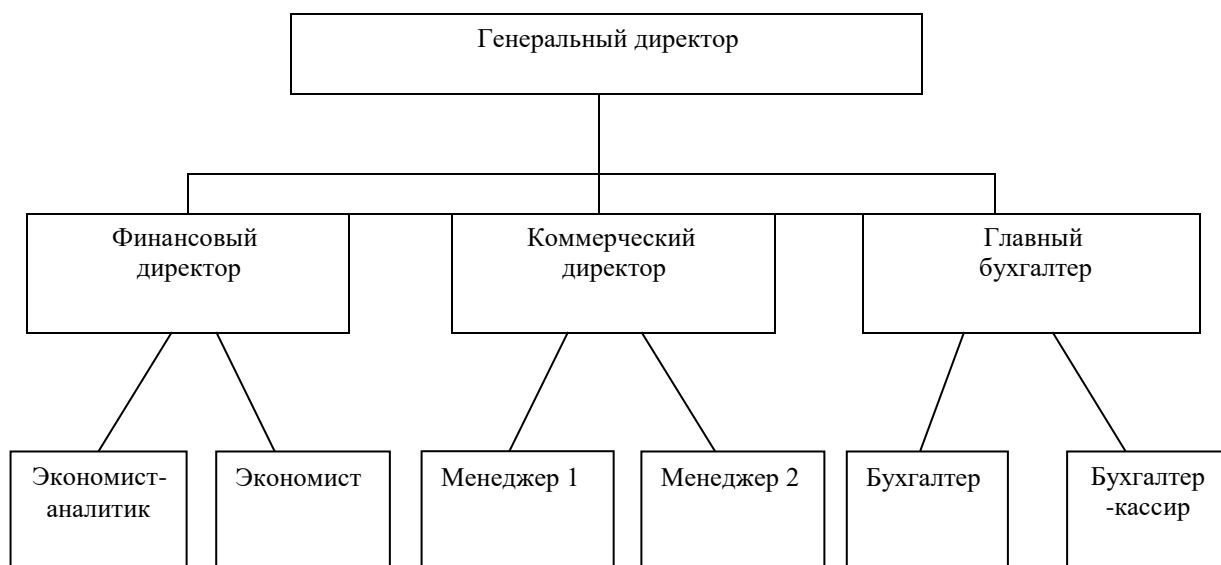 Генеральный директор
Финансовый
директор
Коммерческий
директор
Главный
бухгалтер
Экономист-
аналитик
Экономист
Менеджер 1
Менеджер 2
Бухгалтер
Бухгалтер
-кассир